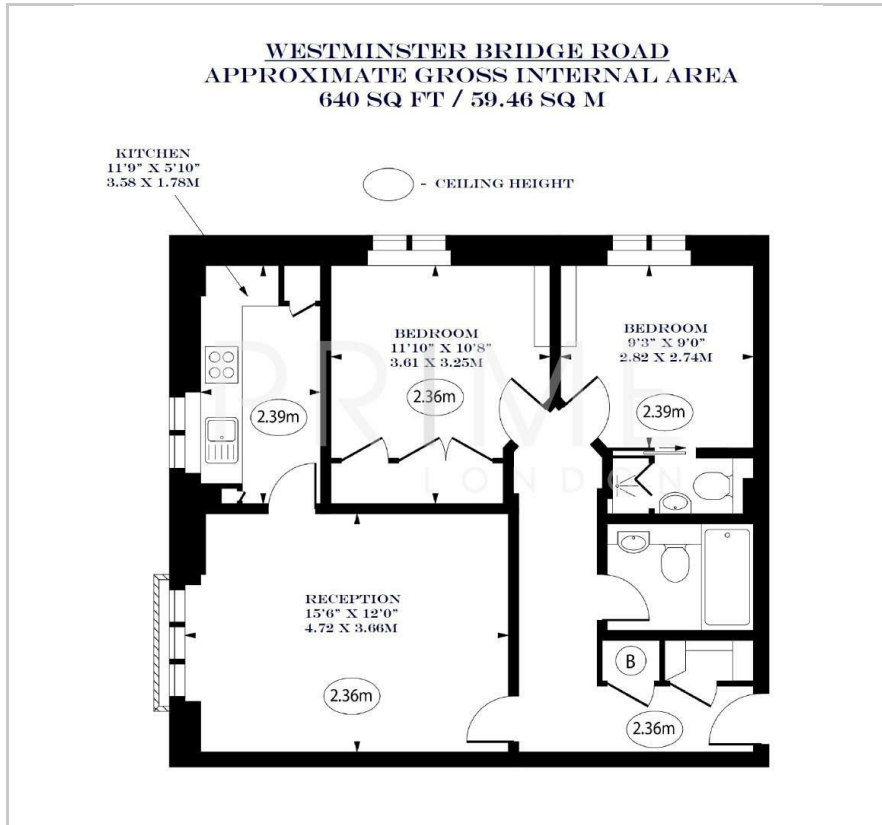 WESTMINSTER BRIDGE ROAD
APPROXIMATE GROSS INTERNAL AREA
640 SQ FT / 59.46 SQ M
KITCHEN
11'9" X 5'10"
3.58 X 1.78M
- CEILING HEIGHT
BEDROOM
11'10" X 10'8"
3.61 X 3.25M
2.36m
BEDROOM
9'3" X 9'0"
2.82 X 2.74M
2.39m
2.39m
PRIME
LONDON
RECEPTION
15'6" X 12'0"
4.72 X 3.66M
2.36m
B
2.36m